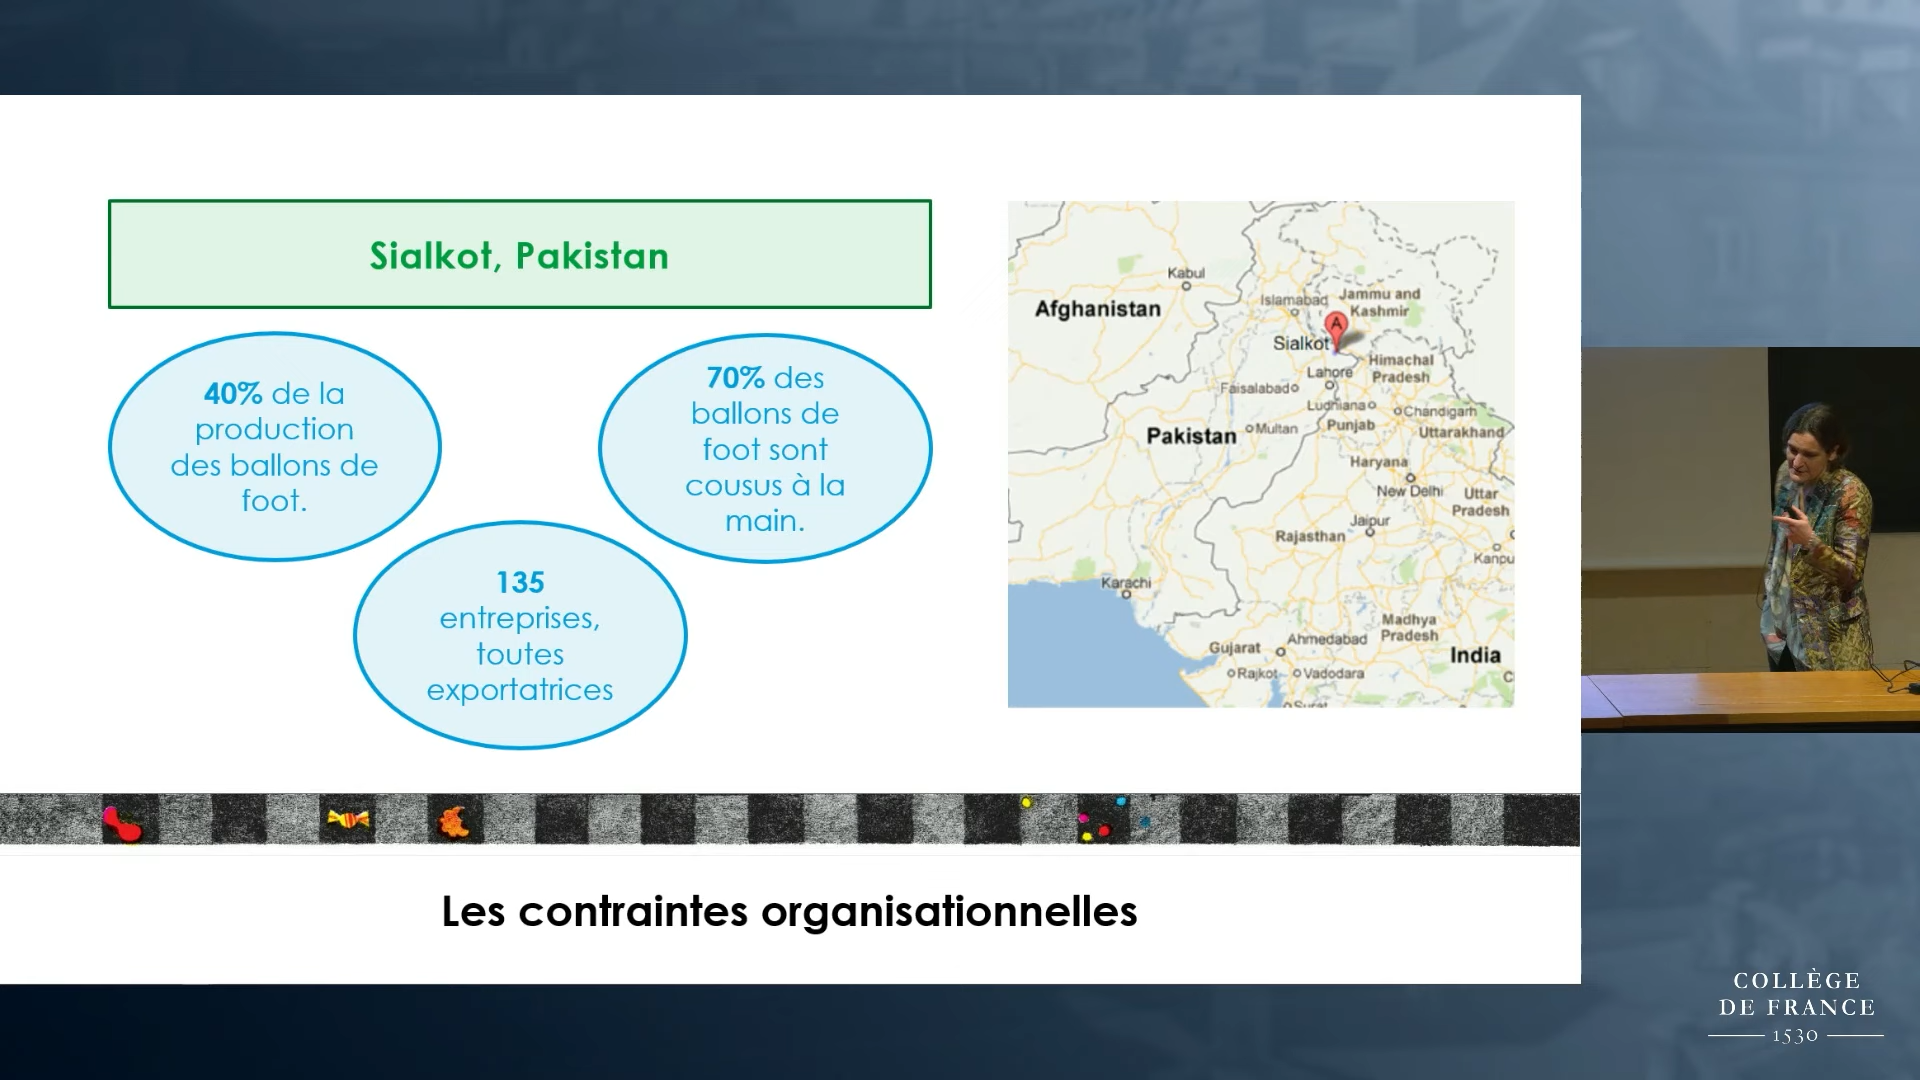 Sialkot, Pakistan
40% de la
production
des ballons de
foot.
70% des
ballons de
foot sont
cousus à la
main.
135
entreprises,
toutes
exportatrices
Kabul
Afghanistan
Islamabad
Jammu and
Kashmir
A
Sialkot
Himachal
Pradesh
Lahore
Faisalabad
Ludhiana
Chandigarh
Pakistan
Multan
Punjab
Uttarakhand
Haryana
New Delhi
Uttar
Pradesh
Jaipur
Rajasthan
Kanpu
Karachi
Madhya
Pradesh
Gujarat
Ahmedabad
India
Rajkot
Vadodara
Surat
C
Les contraintes organisationnelles
COLLÈGE
DE FRANCE
1530